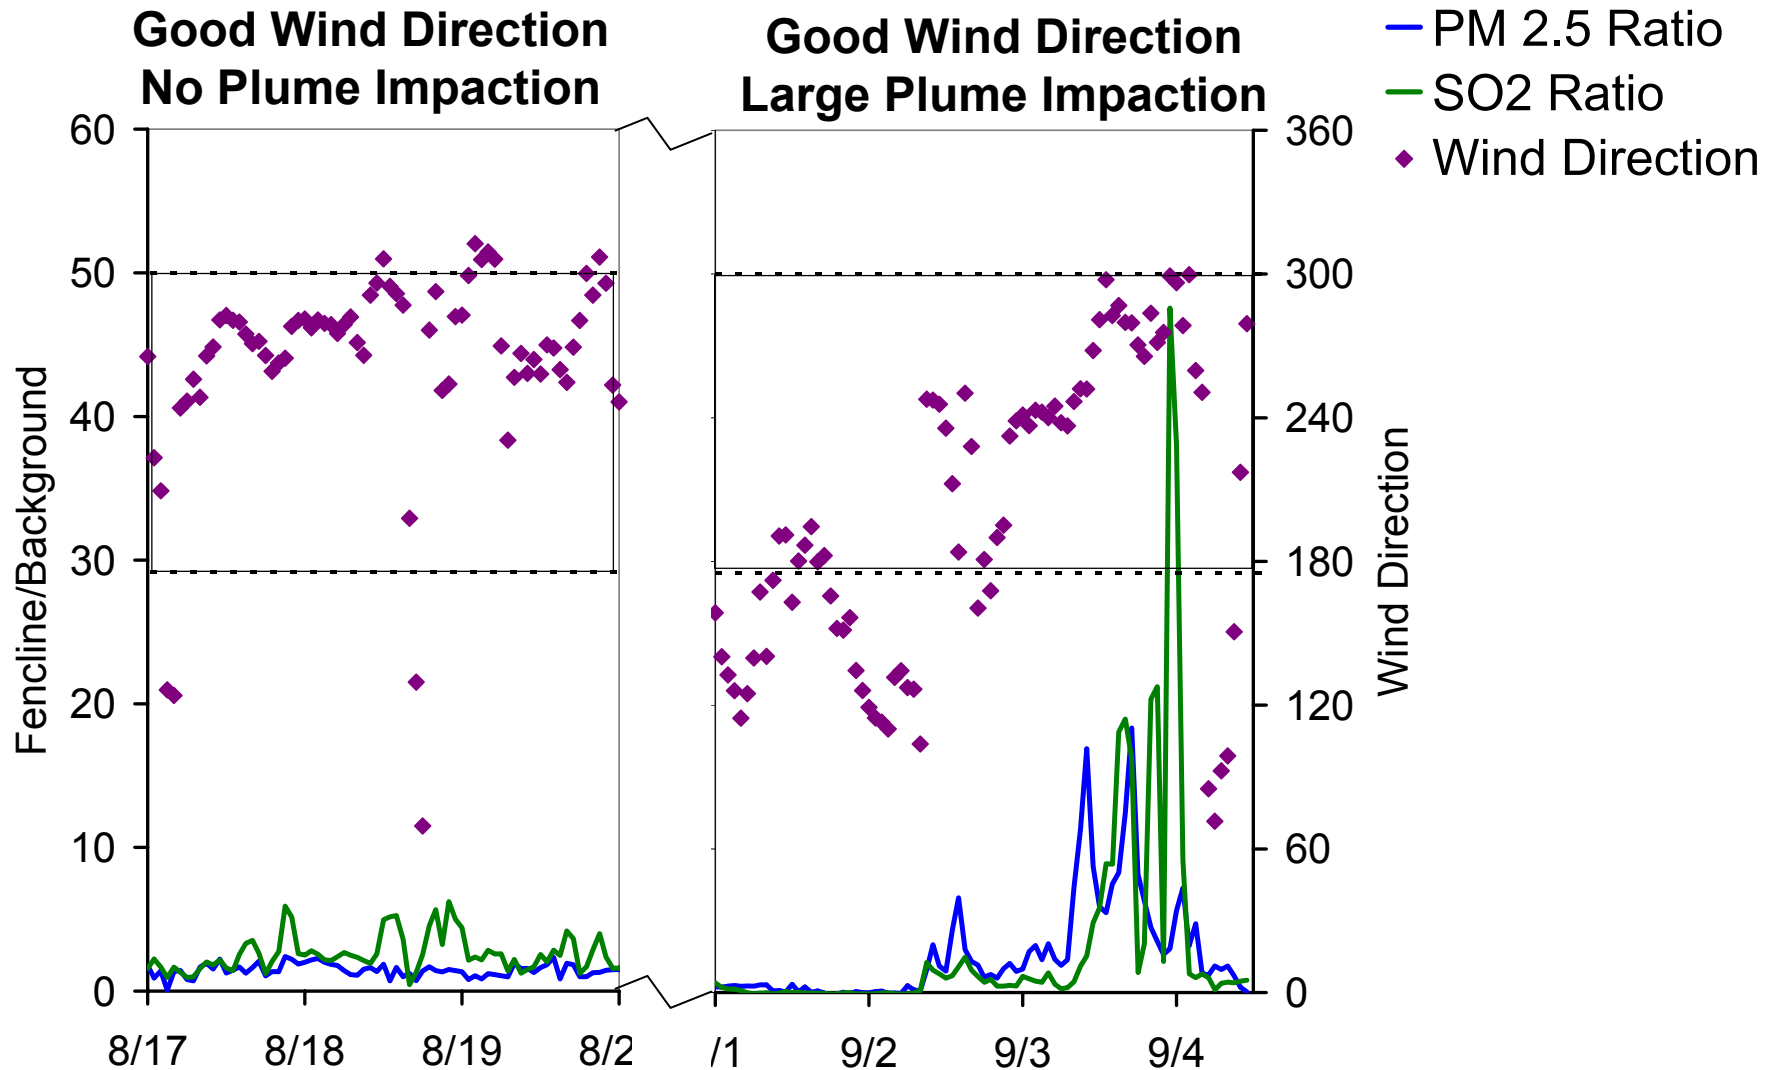 Good Wind Direction
No Plume Impaction
Good Wind Direction
Large Plume Impaction
PM 2.5 Ratio
SO2 Ratio
Wind Direction
60
50
40
30
20
10
0
Fencline/Background
360
300
240
180
120
60
0
Wind Direction
8/17
8/18
8/19
8/2
/1
9/2
9/3
9/4